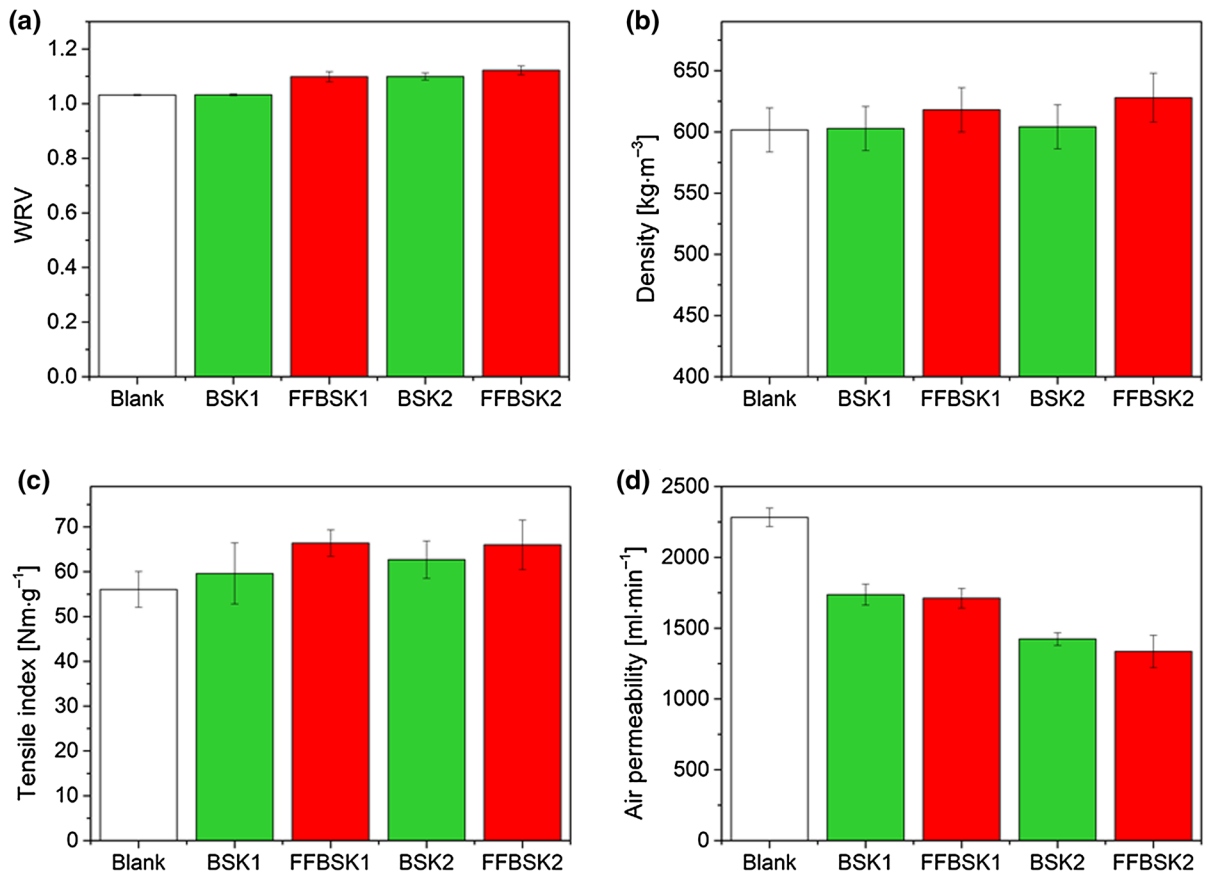 (a)
WRV
1.2
1.0
0.8
0.6
0.4
0.2
0.0
Blank BSK1 FFBSK1 BSK2 FFBSK2
(b)
Density [kg·m⁻³]
650
600
550
500
450
400
Blank BSK1 FFBSK1 BSK2 FFBSK2
(c)
Tensile index [Nm·g⁻¹]
70
60
50
40
30
20
10
0
Blank BSK1 FFBSK1 BSK2 FFBSK2
(d)
Air permeability [ml·min⁻¹]
2500
2000
1500
1000
500
0
Blank BSK1 FFBSK1 BSK2 FFBSK2